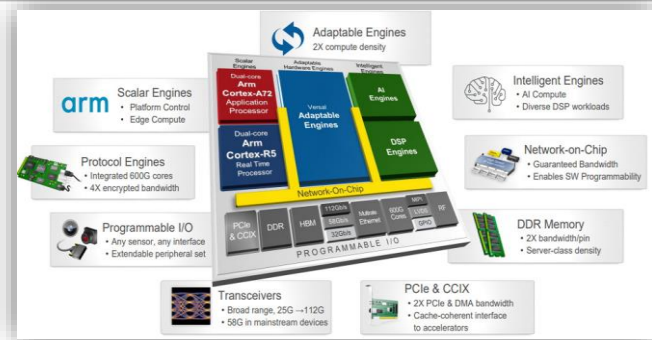 Adaptable Engines
2X compute density
Scalar Engines
• Platform Control
• Edge Compute
arm
Protocol Engines
• Integrated 600G cores
• 4X encrypted bandwidth
Programmable I/O
• Any sensor, any interface
• Extendable peripheral set
Transceivers
• Broad range, 25G →112G
• 58G in mainstream devices
PCIe & CCIX
• 2X PCIe & DMA bandwidth
• Cache-coherent interface
to accelerators
DDR Memory
• 2X bandwidth/pin
• Server-class density
Network-on-Chip
• Guaranteed Bandwidth
• Enables SW Programmability
Intelligent Engines
• AI Compute
• Diverse DSP workloads
Scalar
Engines
Adaptable
Hardware Engines
Intelligent
Engines
Dual-core
Arm
Cortex-A72
Application
Processor
Dual-core
Arm
Cortex-R5
Real Time
Processor
Versal
Adaptable
Engines
AI
Engines
DSP
Engines
Network-On-Chip
PCIe
& CCIX
DDR
HBM
112Gb/s
58Gb/s
32Gb/s
Multirate
Ethernet
600G
Cores
MIPI
LVDS
GPIO
RF
PROGRAMMABLE I/O